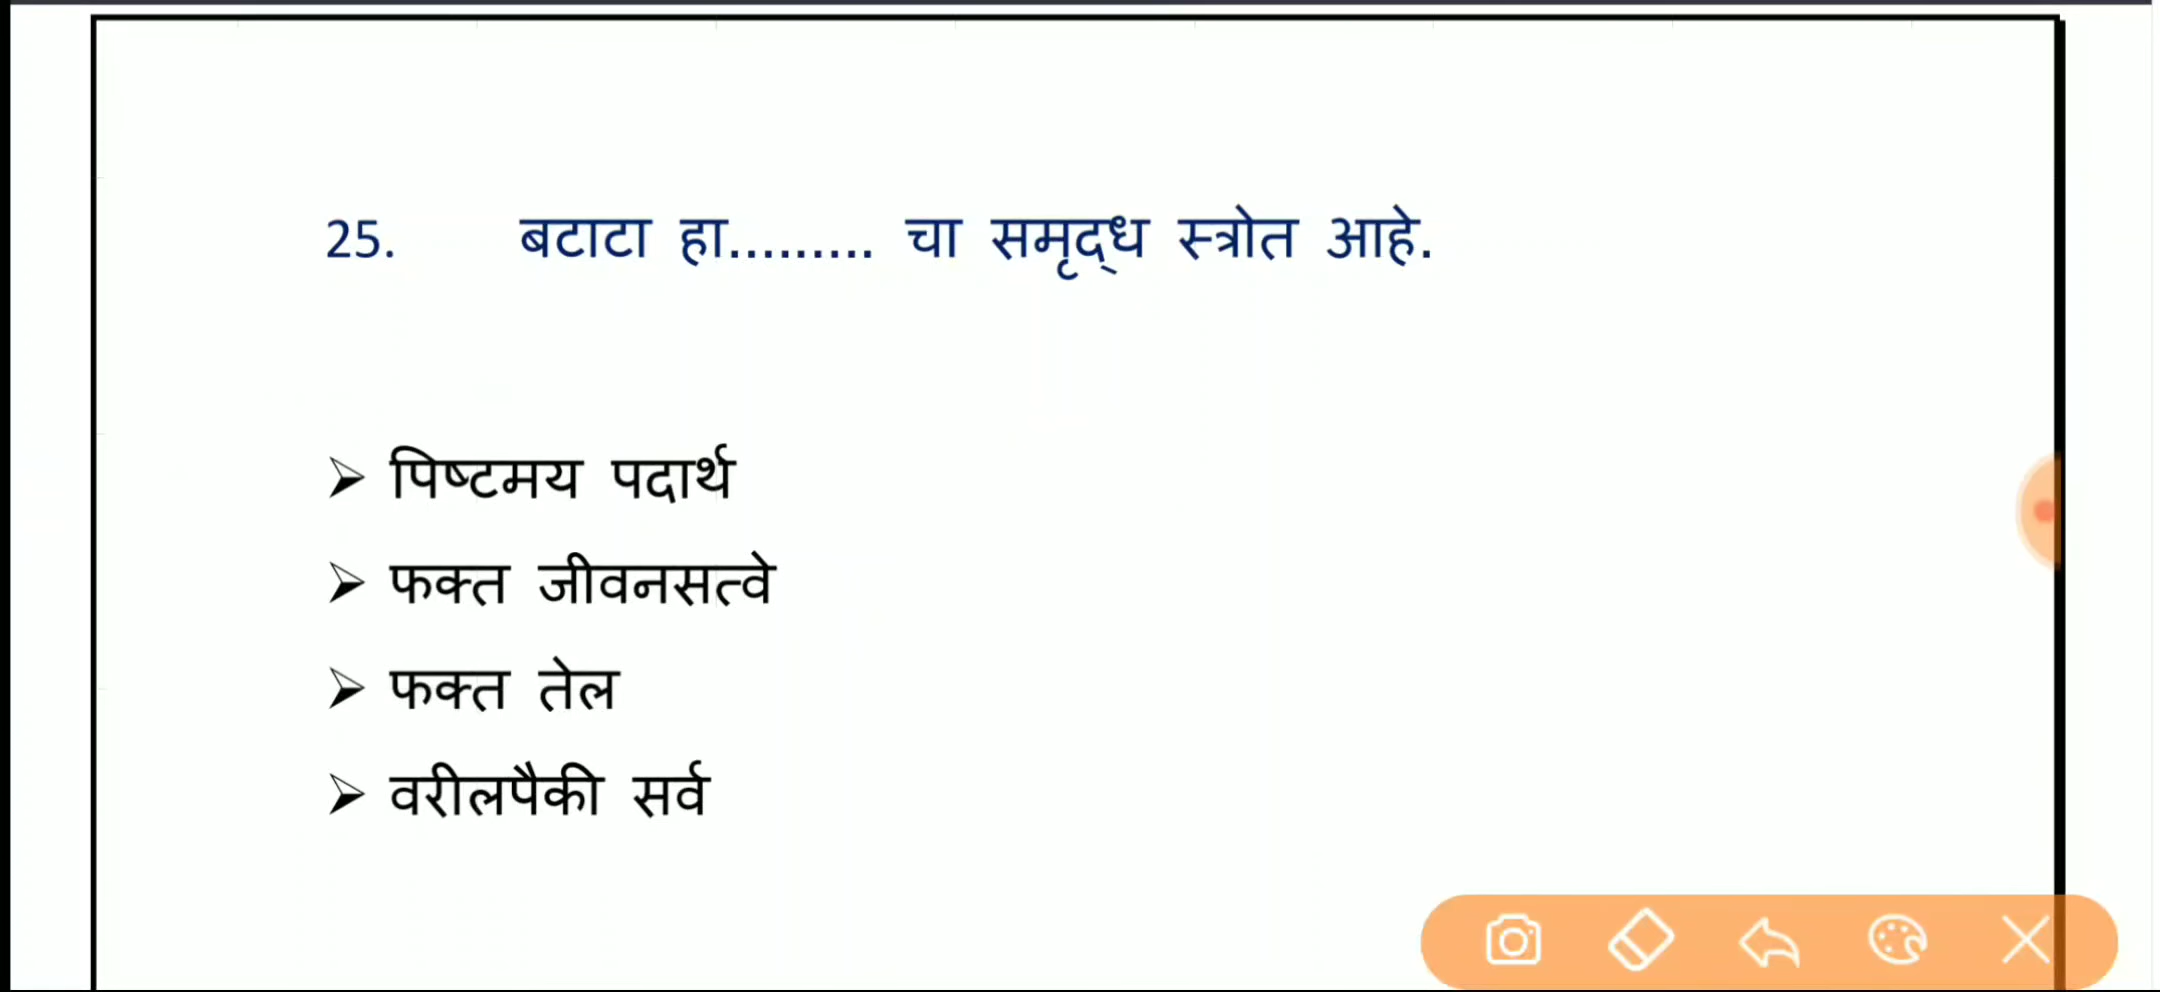 25. बटाटा हा......... चा समृद्ध स्त्रोत आहे.
➢ पिष्टमय पदार्थ
➢ फक्त जीवनसत्वे
➢ फक्त तेल
➢ वरीलपैकी सर्व